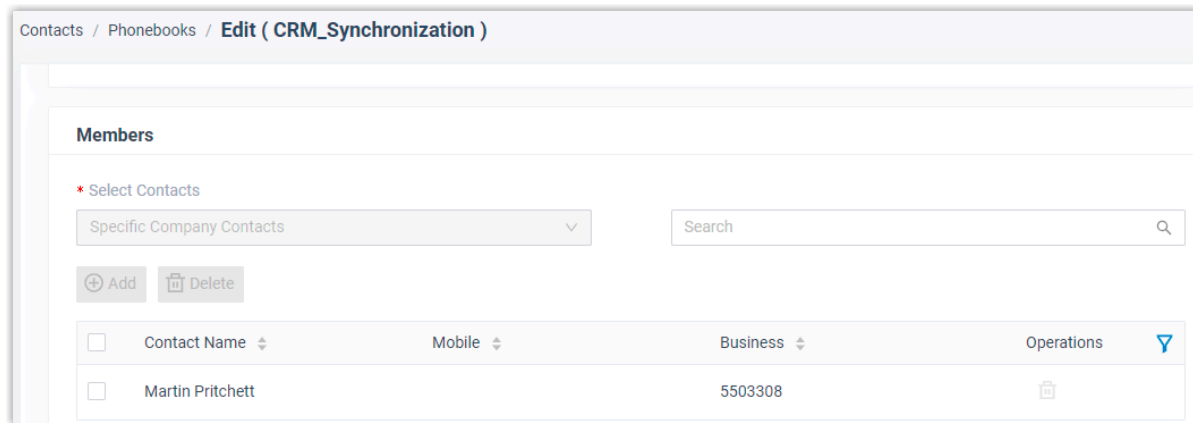 Contacts / Phonebooks / Edit ( CRM_Synchronization )
Members
* Select Contacts
Specific Company Contacts Search
Add Delete
Contact Name Mobile Business Operations
Martin Pritchett 5503308